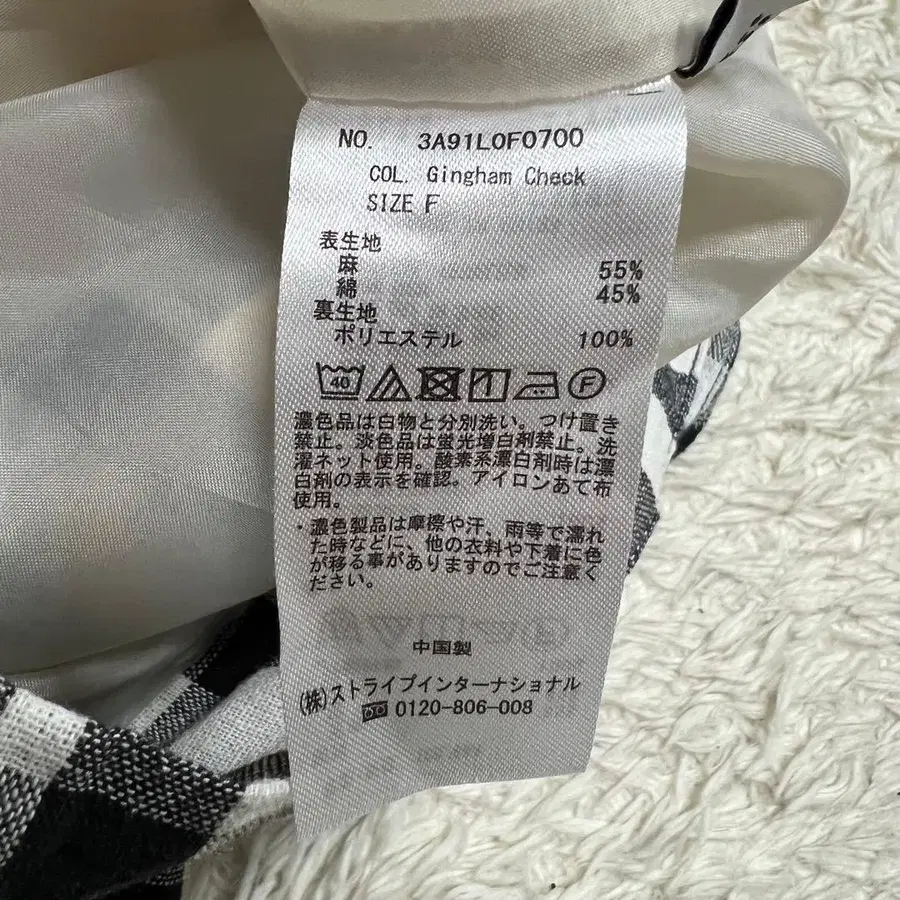 NO. 3A91L0F0700
COL. Gingham Check
SIZE F
表生地
麻 55%
綿 45%
裏生地
ポリエステル 100%
40 F
濃色品は白物と分別洗い。つけ置き
禁止。淡色品は蛍光増白剤禁止。洗
濯ネット使用。酸素系漂白剤時は漂
白剤の表示を確認。アイロンあて布
使用。
・濃色製品は摩擦や汗、雨等で濡れ
た時などに、他の衣料や下着に色
が移る事がありますのでご注意く
ださい。
中国製
(株)ストライプインターナショナル
0120-806-008